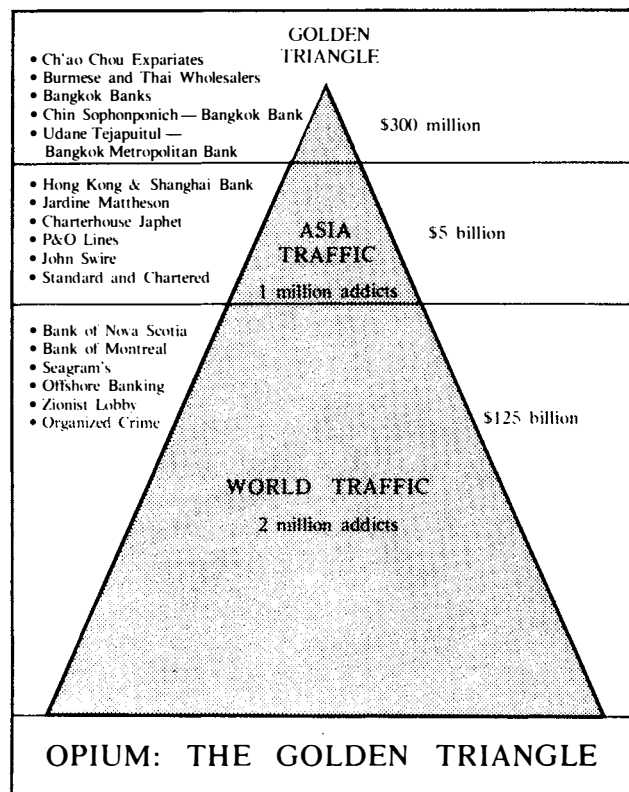 GOLDEN
TRIANGLE
• Ch'ao Chou Expariates
• Burmese and Thai Wholesalers
• Bangkok Banks
• Chin Sophonponich — Bangkok Bank
• Udane Tejapuitul —
Bangkok Metropolitan Bank
$300 million
• Hong Kong & Shanghai Bank
• Jardine Mattheson
• Charterhouse Japhet
• P&O Lines
• John Swire
• Standard and Chartered
ASIA
TRAFFIC
1 million addicts
$5 billion
• Bank of Nova Scotia
• Bank of Montreal
• Seagram's
• Offshore Banking
• Zionist Lobby
• Organized Crime
$125 billion
WORLD TRAFFIC
2 million addicts
OPIUM: THE GOLDEN TRIANGLE